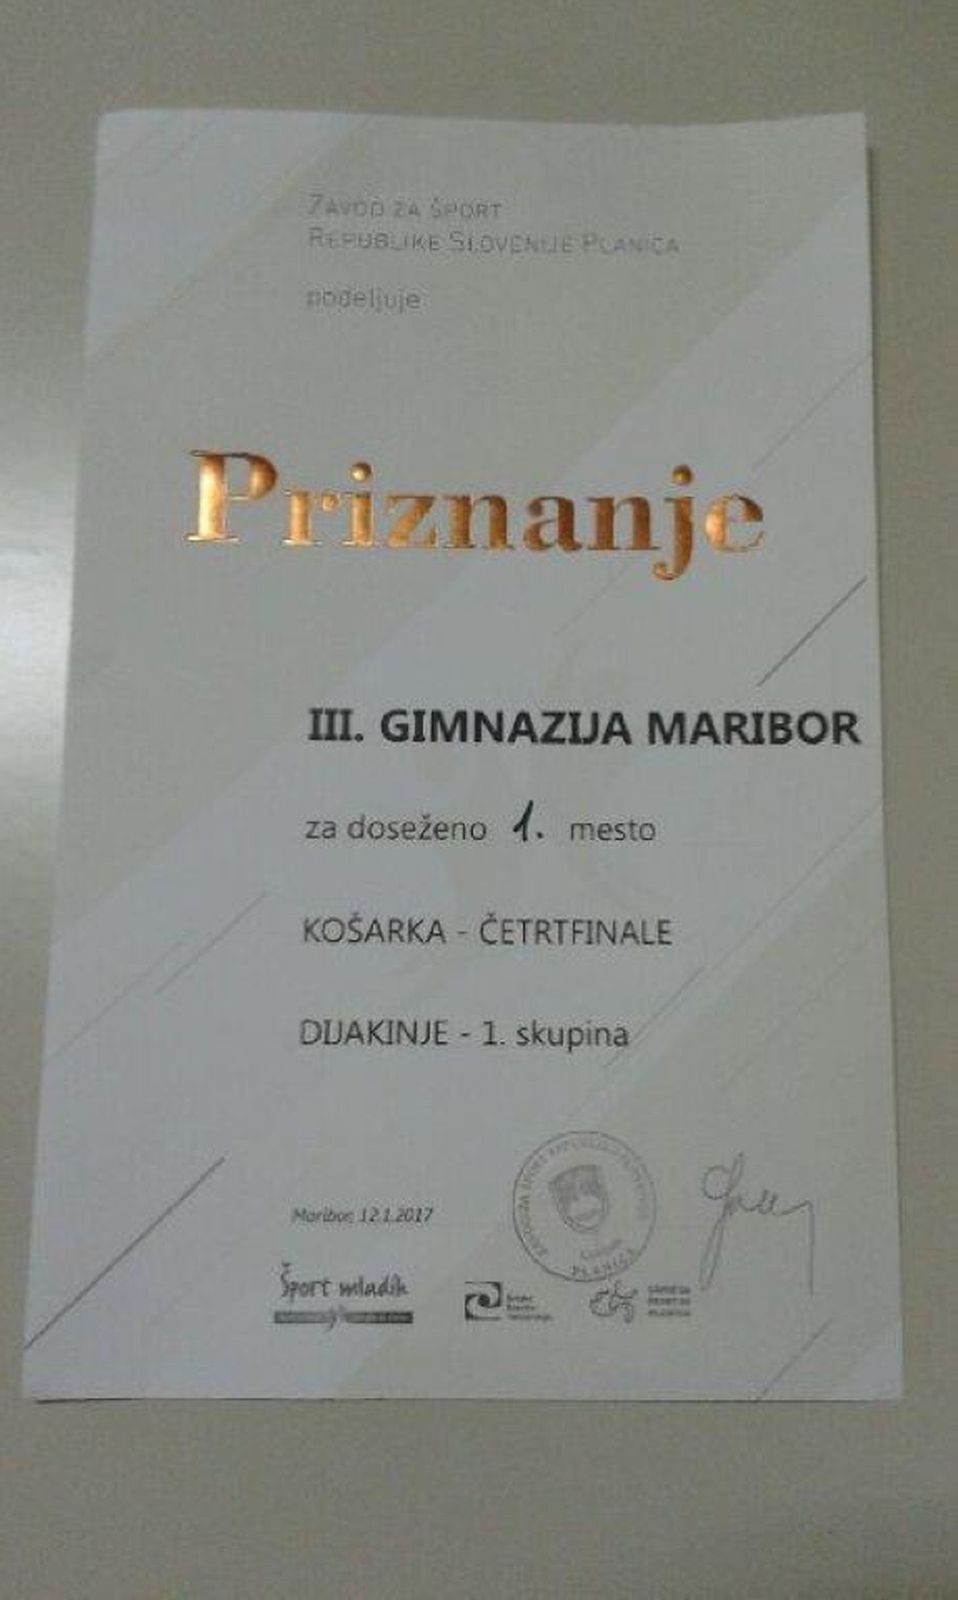 ZAVOD ZA ŠPORT
REPUBLIKE SLOVENIJE PLANICA
podeljuje
Priznanje
III. GIMNAZIJA MARIBOR
za doseženo 1. mesto
KOŠARKA - ČETRTFINALE
DIJAKINJE - 1. skupina
Maribor, 12.1.2017
PLANICA
Šport mladih